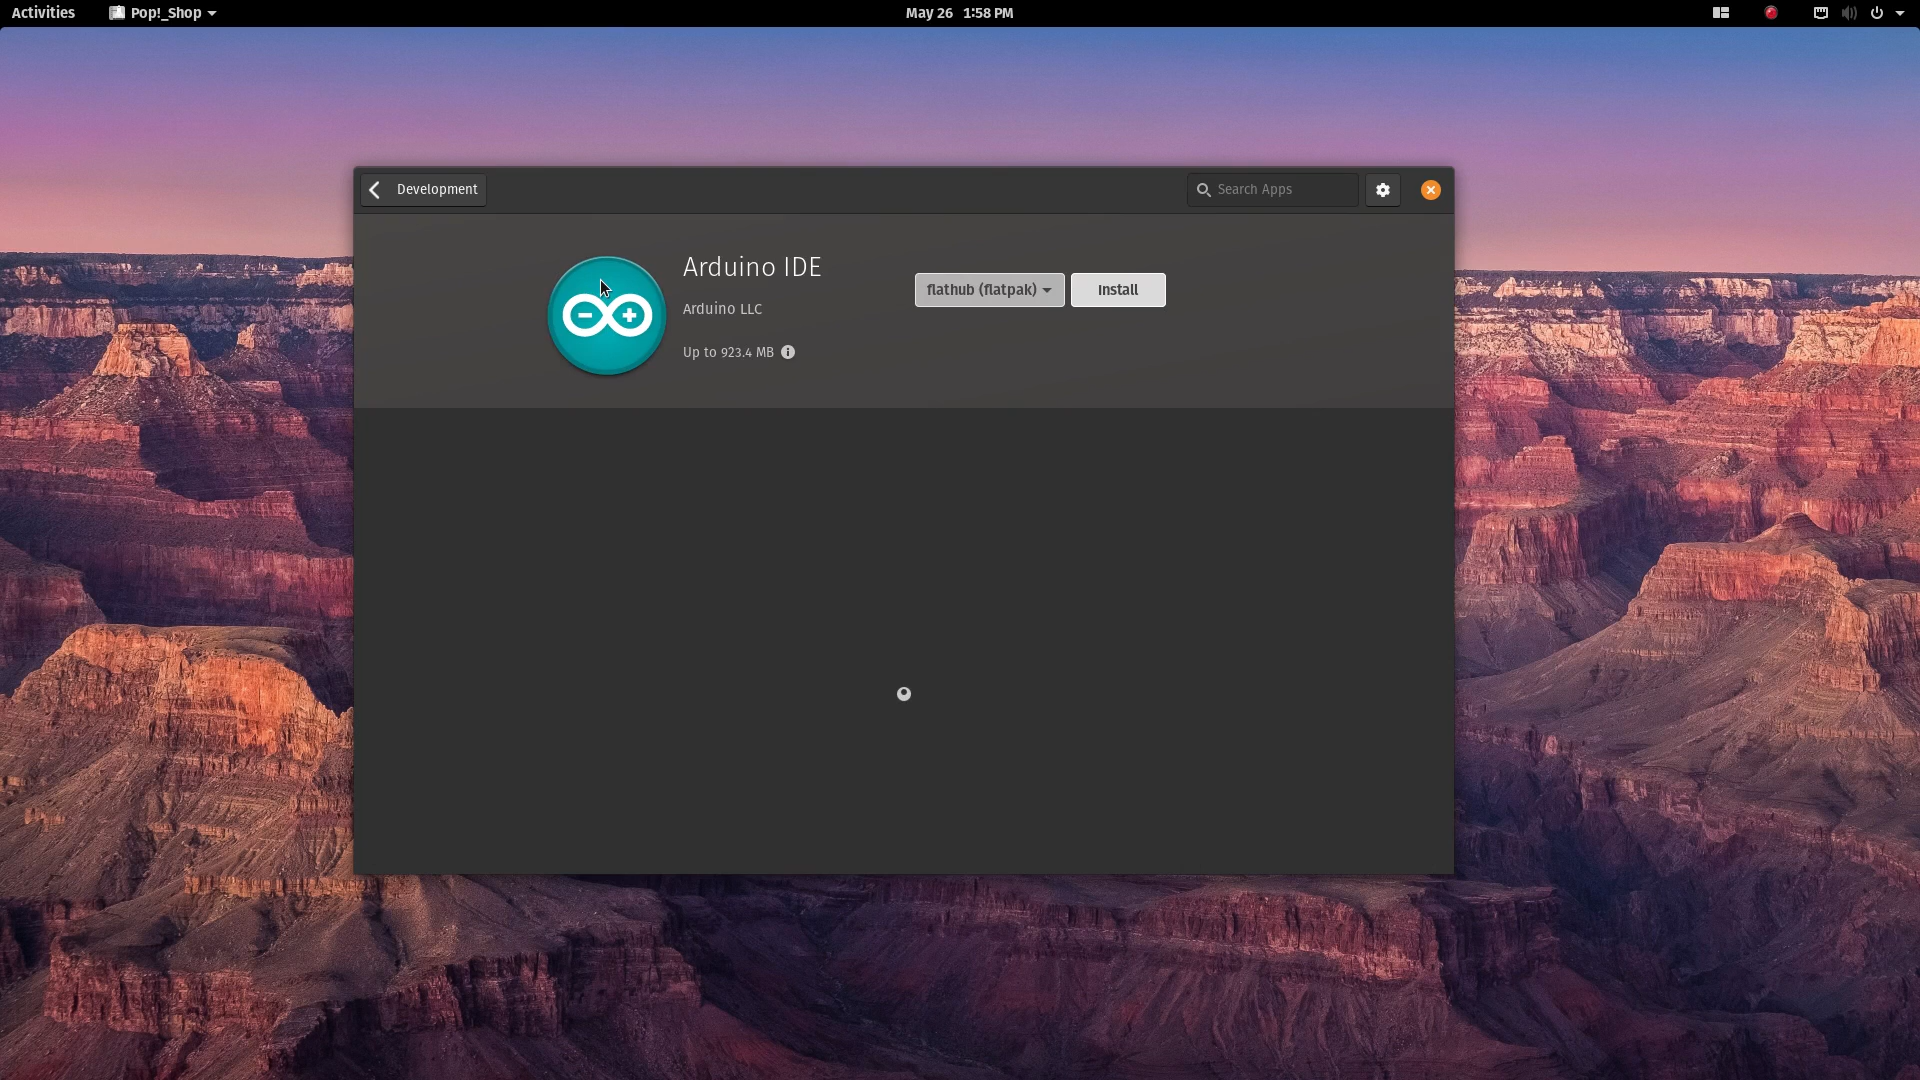 Activities
Pop!_Shop
May 26 1:58 PM
Development
Search Apps
Arduino IDE
flathub (flatpak)
Install
Arduino LLC
Up to 923.4 MB